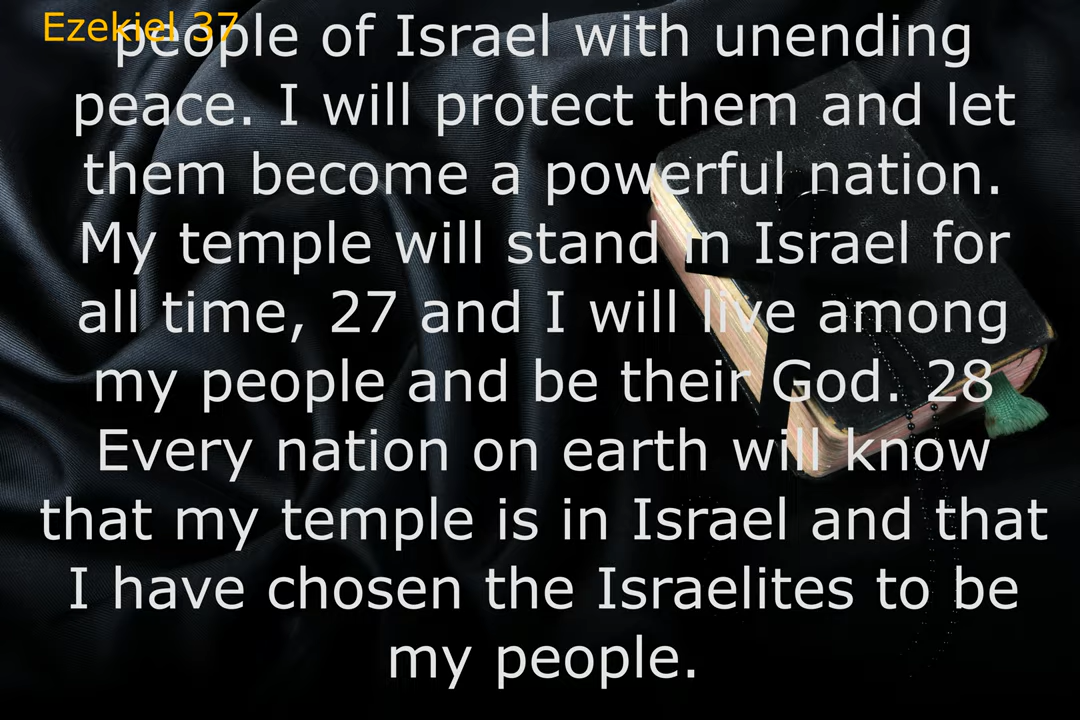 Ezekiel 37
people of Israel with unending
peace. I will protect them and let
them become a powerful nation.
My temple will stand in Israel for
all time, 27 and I will live among
my people and be their God. 28
Every nation on earth will know
that my temple is in Israel and that
I have chosen the Israelites to be
my people.